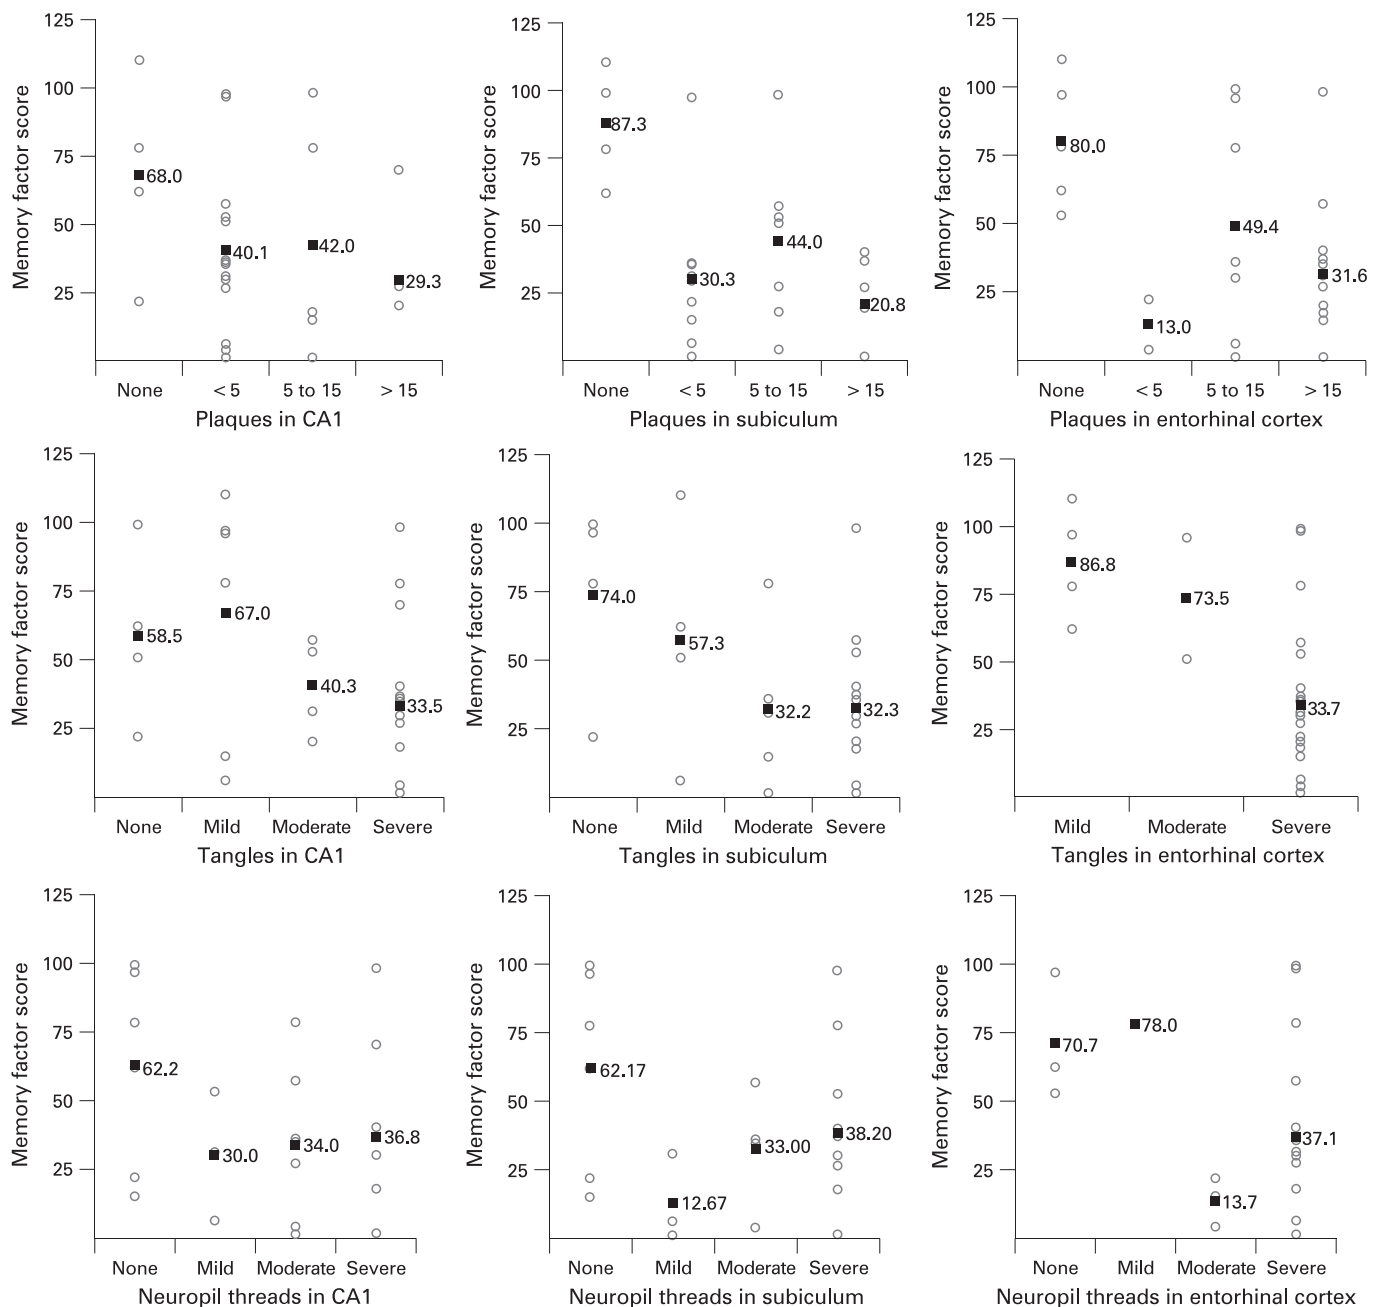 125
100
75
50
25
Memory factor score
68.0
40.1
42.0
29.3
None
< 5
5 to 15
> 15
Plaques in CA1
125
100
75
50
25
Memory factor score
87.3
30.3
44.0
20.8
None
< 5
5 to 15
> 15
Plaques in subiculum
125
100
75
50
25
Memory factor score
80.0
13.0
49.4
31.6
None
< 5
5 to 15
> 15
Plaques in entorhinal cortex
125
100
75
50
25
Memory factor score
58.5
67.0
40.3
33.5
None
Mild
Moderate
Severe
Tangles in CA1
125
100
75
50
25
Memory factor score
74.0
57.3
32.2
32.3
None
Mild
Moderate
Severe
Tangles in subiculum
125
100
75
50
25
Memory factor score
86.8
73.5
33.7
Mild
Moderate
Severe
Tangles in entorhinal cortex
125
100
75
50
25
Memory factor score
62.2
30.0
34.0
36.8
None
Mild
Moderate
Severe
Neuropil threads in CA1
125
100
75
50
25
Memory factor score
62.17
12.67
33.00
38.20
None
Mild
Moderate
Severe
Neuropil threads in subiculum
125
100
75
50
25
Memory factor score
70.7
78.0
13.7
37.1
None
Mild
Moderate
Severe
Neuropil threads in entorhinal cortex